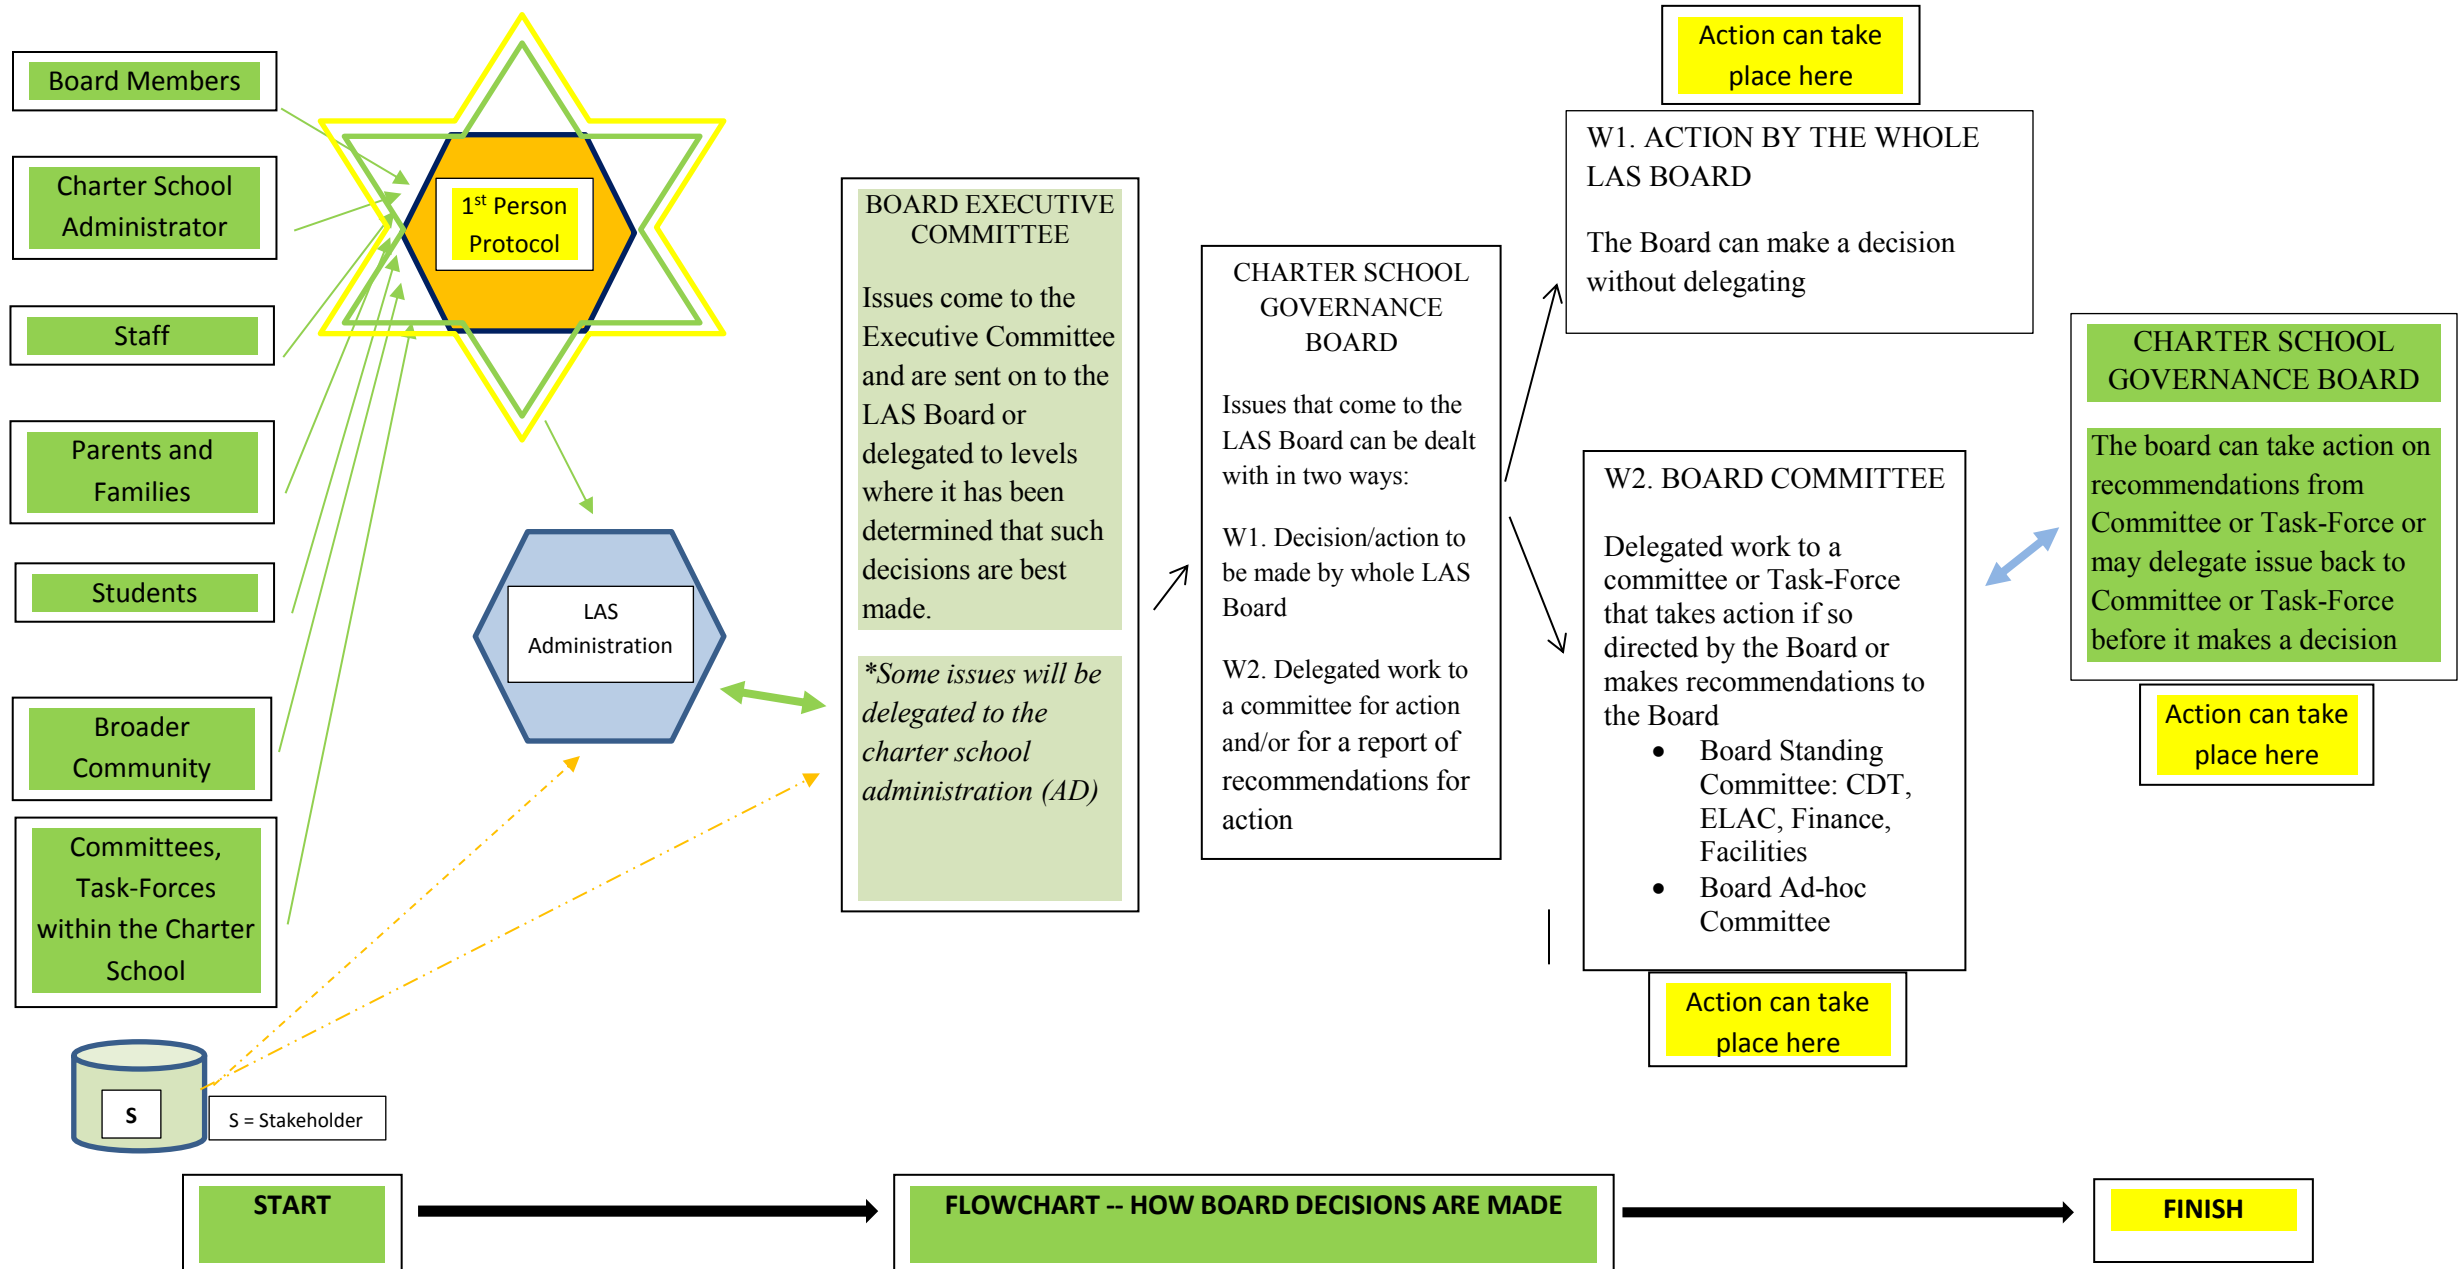 Board Members
Charter School
Administrator
Staff
Parents and
Families
Students
Broader
Community
Committees,
Task-Forces
within the Charter
School
S
S = Stakeholder
1st Person
Protocol
LAS
Administration
BOARD EXECUTIVE
COMMITTEE
Issues come to the
Executive Committee
and are sent on to the
LAS Board or
delegated to levels
where it has been
determined that such
decisions are best
made.
*Some issues will be
delegated to the
charter school
administration (AD)
CHARTER SCHOOL
GOVERNANCE
BOARD
Issues that come to the
LAS Board can be dealt
with in two ways:
W1. Decision/action to
be made by whole LAS
Board
W2. Delegated work to
a committee for action
and/or for a report of
recommendations for
action
Action can take
place here
W1. ACTION BY THE WHOLE
LAS BOARD
The Board can make a decision
without delegating
W2. BOARD COMMITTEE
Delegated work to a
committee or Task-Force
that takes action if so
directed by the Board or
makes recommendations to
the Board
• Board Standing
Committee: CDT,
ELAC, Finance,
Facilities
• Board Ad-hoc
Committee
Action can take
place here
CHARTER SCHOOL
GOVERNANCE BOARD
The board can take action on
recommendations from
Committee or Task-Force or
may delegate issue back to
Committee or Task-Force
before it makes a decision
Action can take
place here
START
FLOWCHART -- HOW BOARD DECISIONS ARE MADE
FINISH